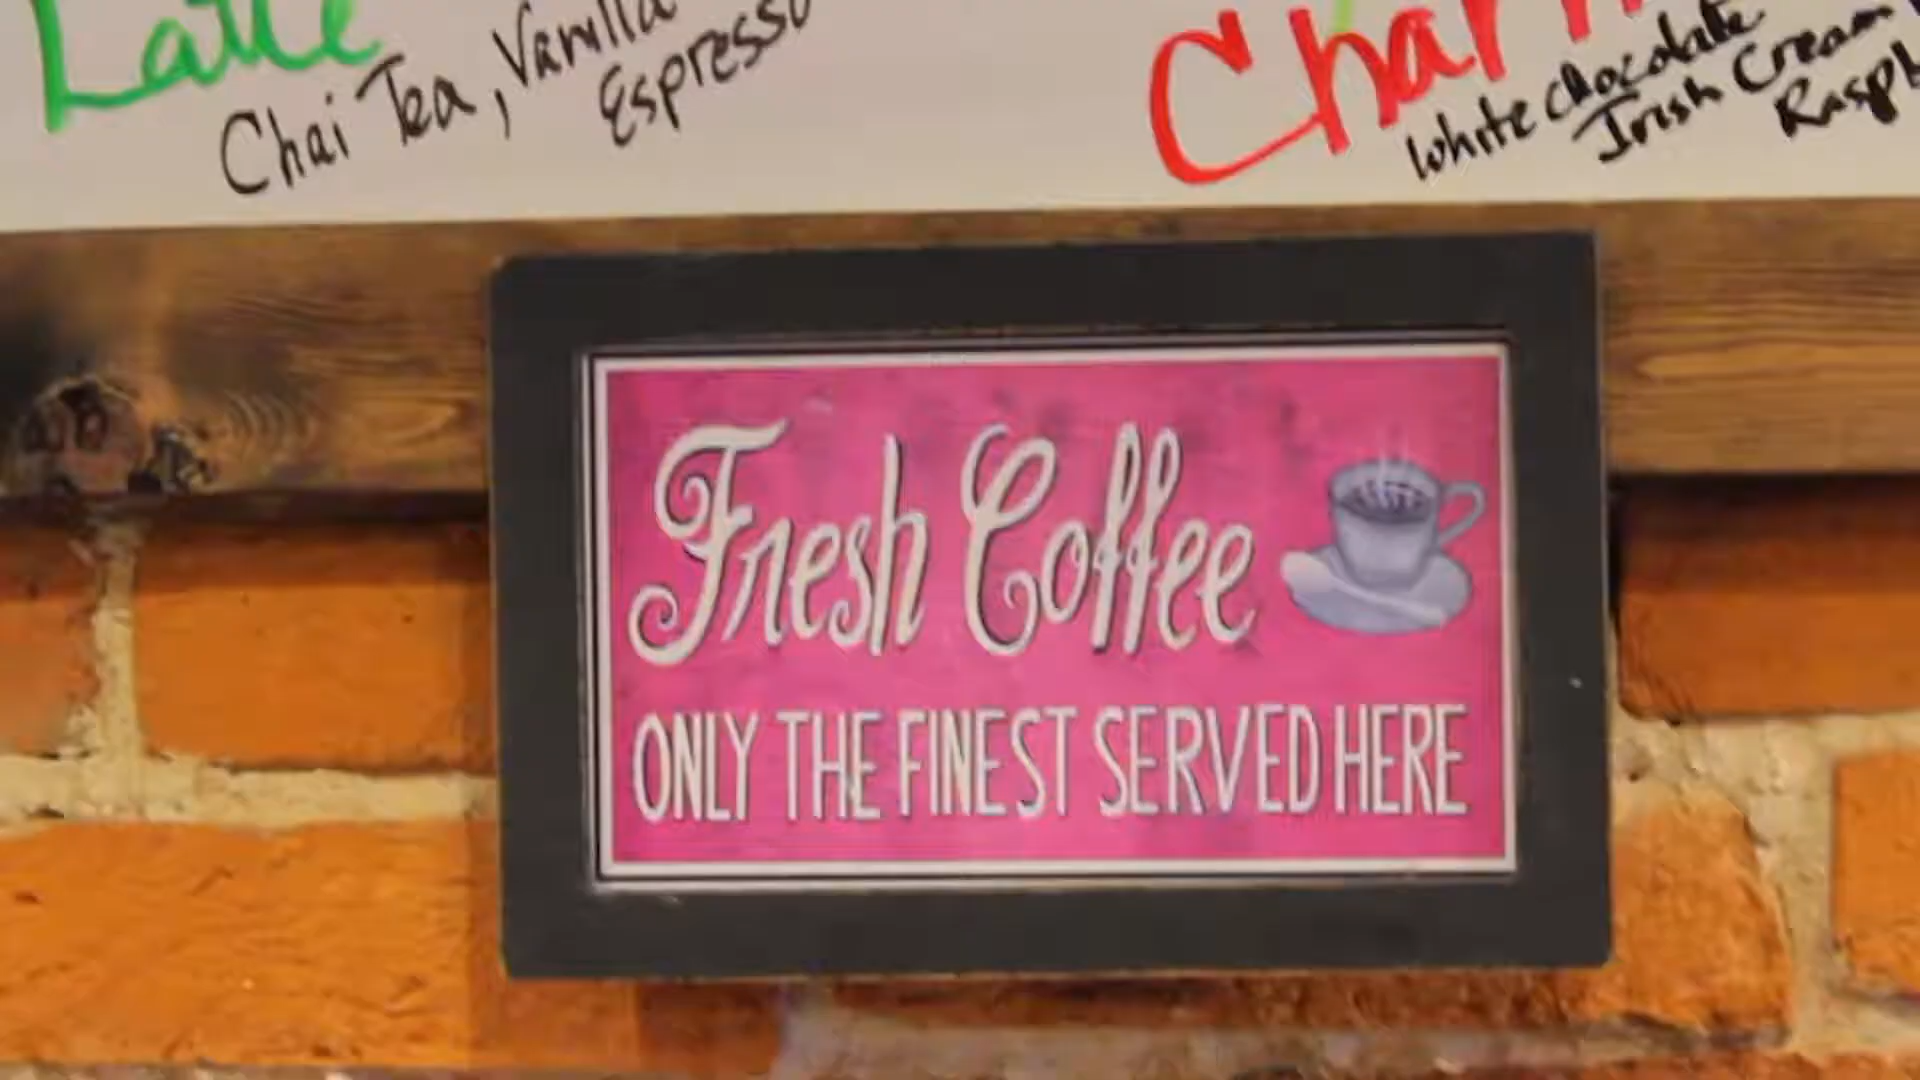 Latte
Chai Tea, Vanilla
Espresso
White Chocolate
Irish Cream
Fresh Coffee
ONLY THE FINEST SERVED HERE